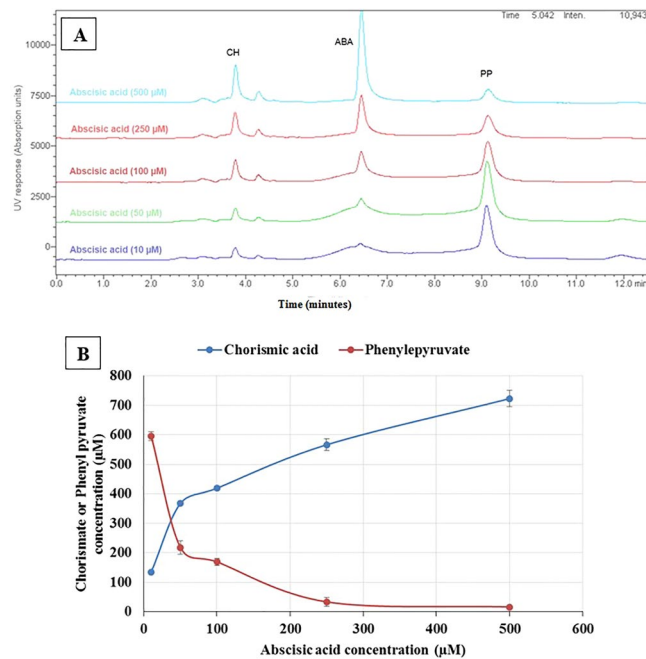 A
Time 5.042 Inten. 10,943
10000
7500
5000
2500
0
UV response (Absorption units)
CH
ABA
PP
Abscisic acid (500 µM)
Abscisic acid (250 µM)
Abscisic acid (100 µM)
Abscisic acid (50 µM)
Abscisic acid (10 µM)
0.0 1.0 2.0 3.0 4.0 5.0 6.0 7.0 8.0 9.0 10.0 11.0 12.0 min
Time (minutes)
B
Chorismic acid Phenylepyruvate
800
700
600
500
400
300
200
100
0
Chorismate or Phenyl pyruvate
concentration (µM)
0 100 200 300 400 500 600
Abscisic acid concentration (µM)